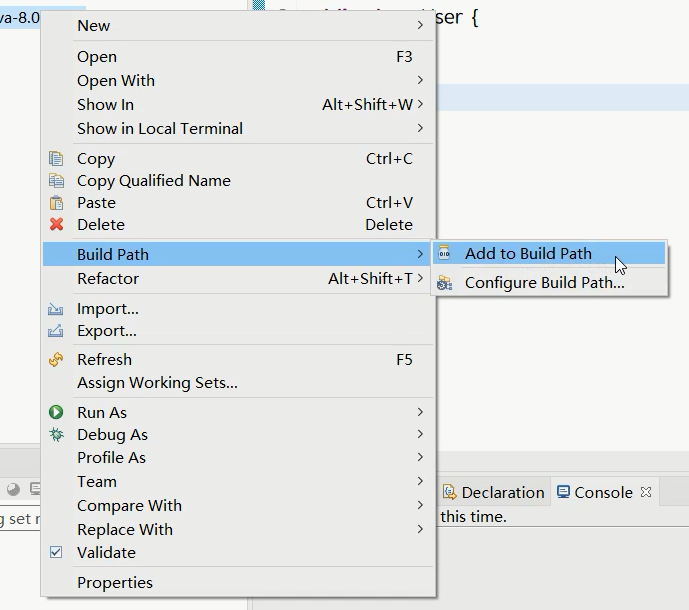 va-8.0
ser {
New
Open F3
Open With
Show In Alt+Shift+W
Show in Local Terminal
Copy Ctrl+C
Copy Qualified Name
Paste Ctrl+V
Delete Delete
Build Path
Add to Build Path
Configure Build Path...
Refactor Alt+Shift+T
Import...
Export...
Refresh F5
Assign Working Sets...
Run As
Debug As
Profile As
Team
Compare With
Replace With
Validate
Properties
Declaration
Console
g set
this time.